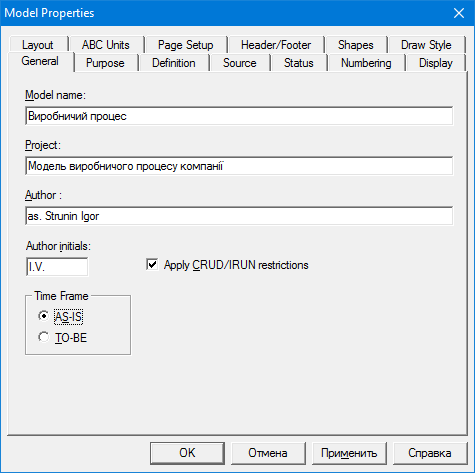 Model Properties
Layout ABC Units Page Setup Header/Footer Shapes Draw Style
General Purpose Definition Source Status Numbering Display
Model name:
Виробничий процес
Project:
Модель виробничого процесу компанії
Author :
as. Strunin Igor
Author initials:
I.V.
Apply CRUD/IRUN restrictions
Time Frame
AS-IS
TO-BE
OK Отмена Применить Справка